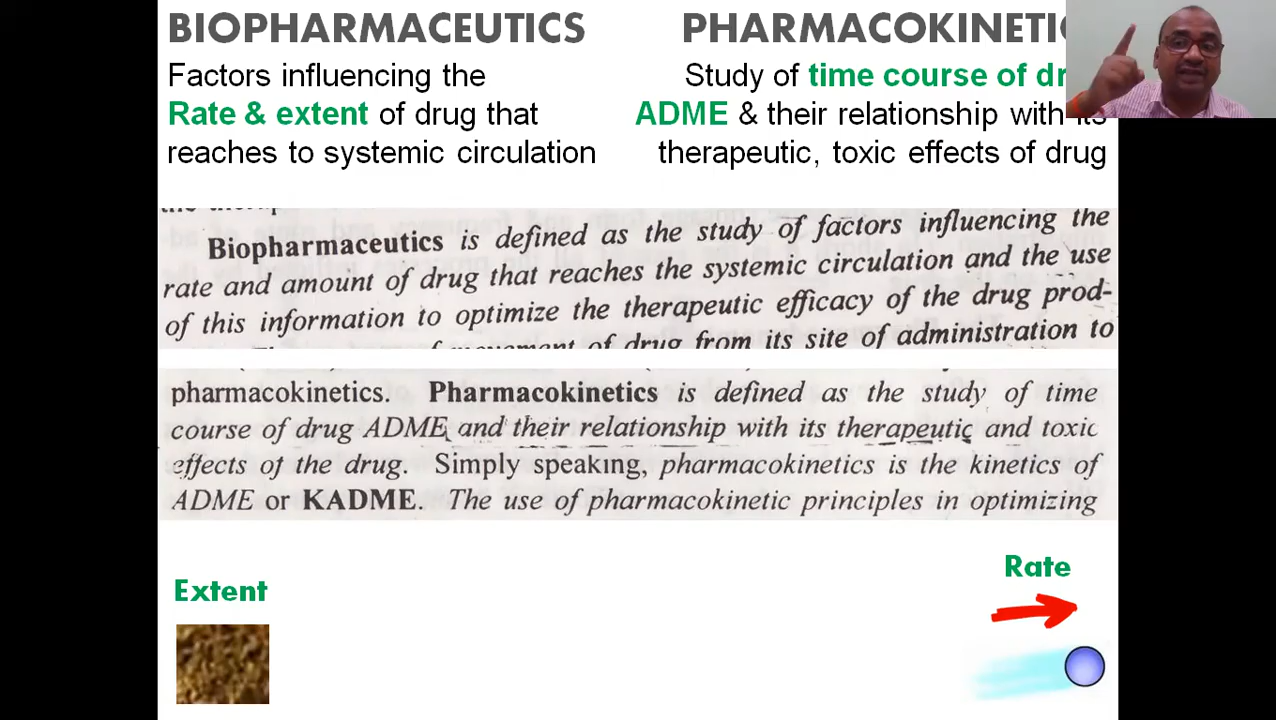 BIOPHARMACEUTICS
Factors influencing the
Rate & extent of drug that
reaches to systemic circulation
Study of time course of
ADME & their relationship with its
therapeutic, toxic effects of drug
Biopharmaceutics is defined as the study of factors influencing the
rate and amount of drug that reaches the systemic circulation and the use
of this information to optimize the therapeutic efficacy of the drug prod-
of drug from its site of administration to
pharmacokinetics. Pharmacokinetics is defined as the study of time
course of drug ADME and their relationship with its therapeutic and toxic
effects of the drug. Simply speaking, pharmacokinetics is the kinetics of
ADME or KADME. The use of pharmacokinetic principles in optimizing
Extent
Rate